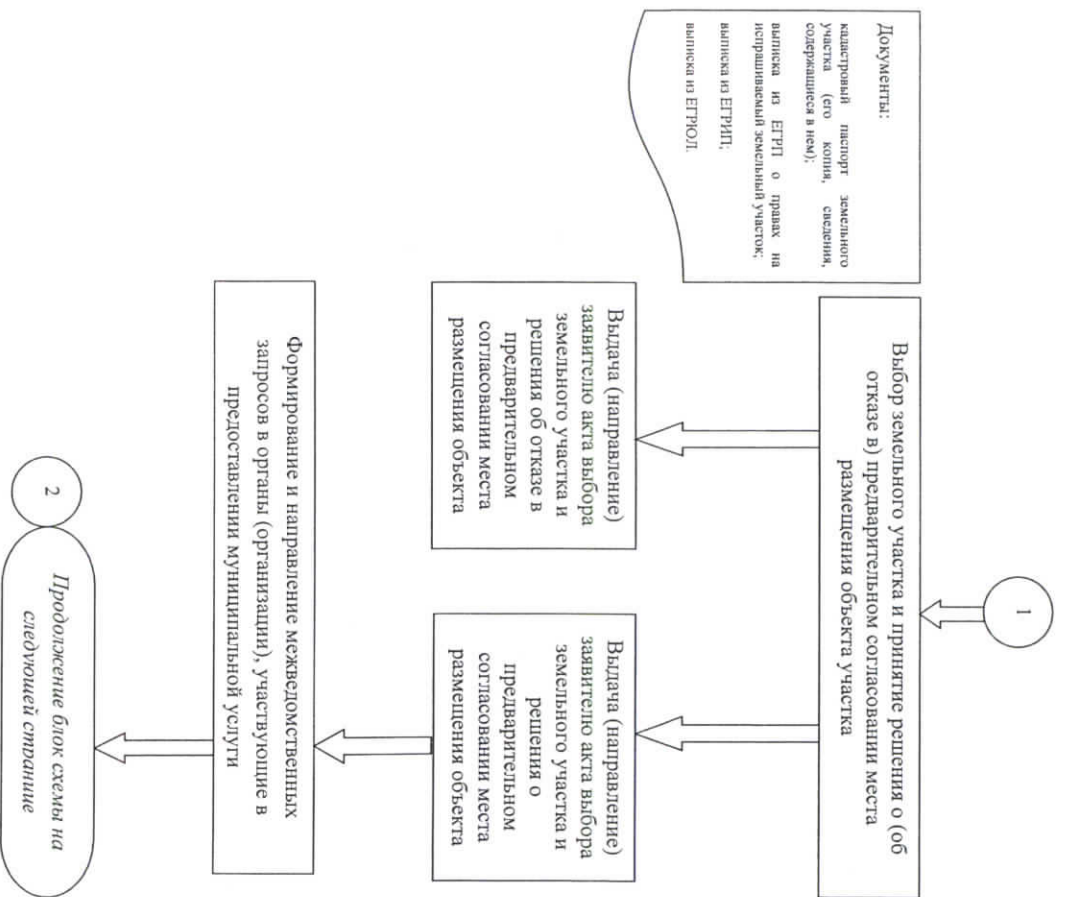 1
Выбор земельного участка и принятие решения о (об
отказе в) предварительном согласовании места
размещения объекта участка
Документы:
кадастровый паспорт земельного
участка (его копия, сведения,
содержащиеся в нем);
выписка из ЕГРП о правах на
испрашиваемый земельный участок;
выписка из ЕГРИП;
выписка из ЕГРЮЛ.
Выдача (направление)
заявителю акта выбора
земельного участка и
решения об отказе в
предварительном
согласовании места
размещения объекта
Выдача (направление)
заявителю акта выбора
земельного участка и
решения о
предварительном
согласовании места
размещения объекта
Формирование и направление межведомственных
запросов в органы (организации), участвующие в
предоставлении муниципальной услуги
2
Продолжение блок схемы на
следующей странице